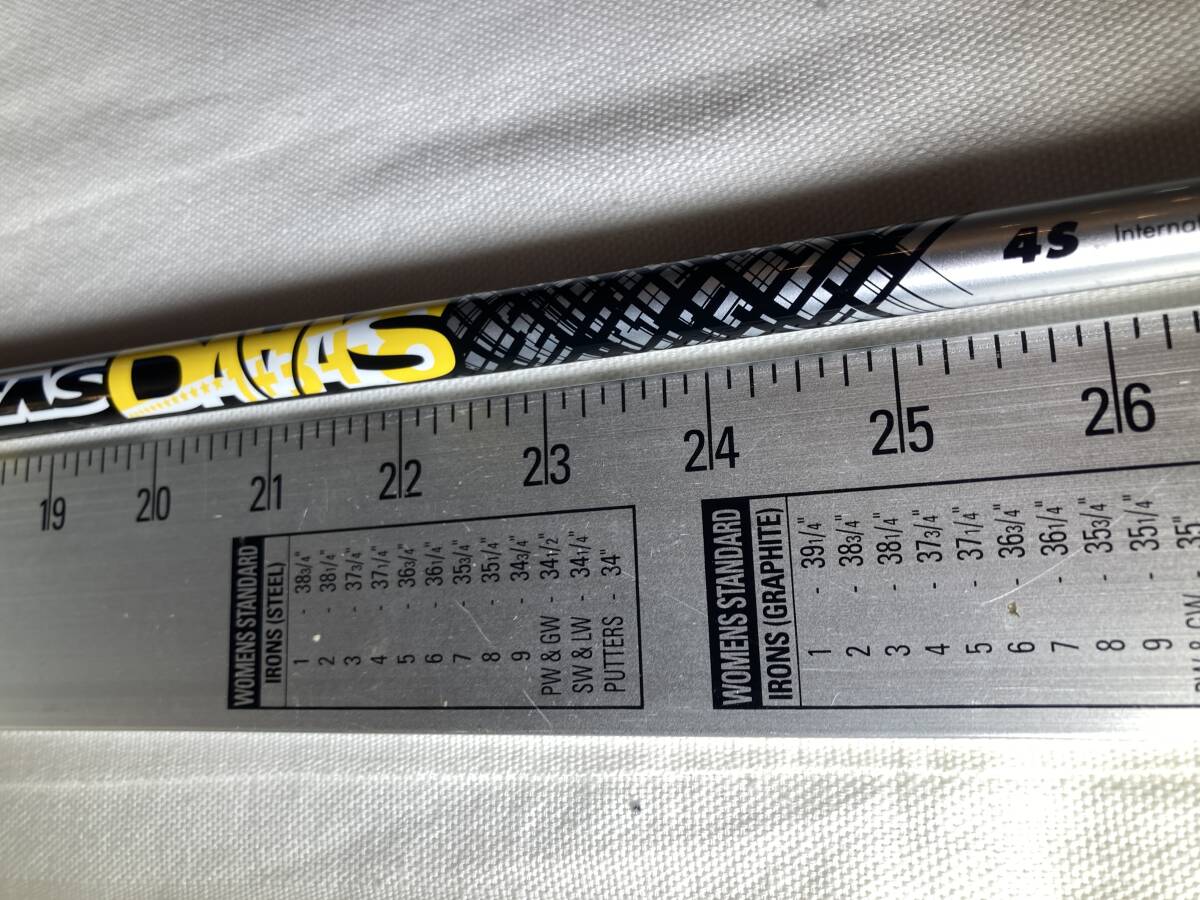 DAAAS
4S
19 20 21 22 23 24 25 26
WOMENS STANDARD
IRONS (STEEL)
1 - 38 3/4"
2 - 38 1/4"
3 - 37 3/4"
4 - 37 1/4"
5 - 36 3/4"
6 - 36 1/4"
7 - 35 3/4"
8 - 35 1/4"
9 - 34 3/4"
PW & GW - 34 1/2"
SW & LW - 34 1/4"
PUTTERS - 34"
WOMENS STANDARD
IRONS (GRAPHITE)
1 - 39 1/4"
2 - 38 3/4"
3 - 38 1/4"
4 - 37 3/4"
5 - 37 1/4"
6 - 36 3/4"
7 - 36 1/4"
8 - 35 3/4"
9 - 35 1/4"
PW & GW - 35"